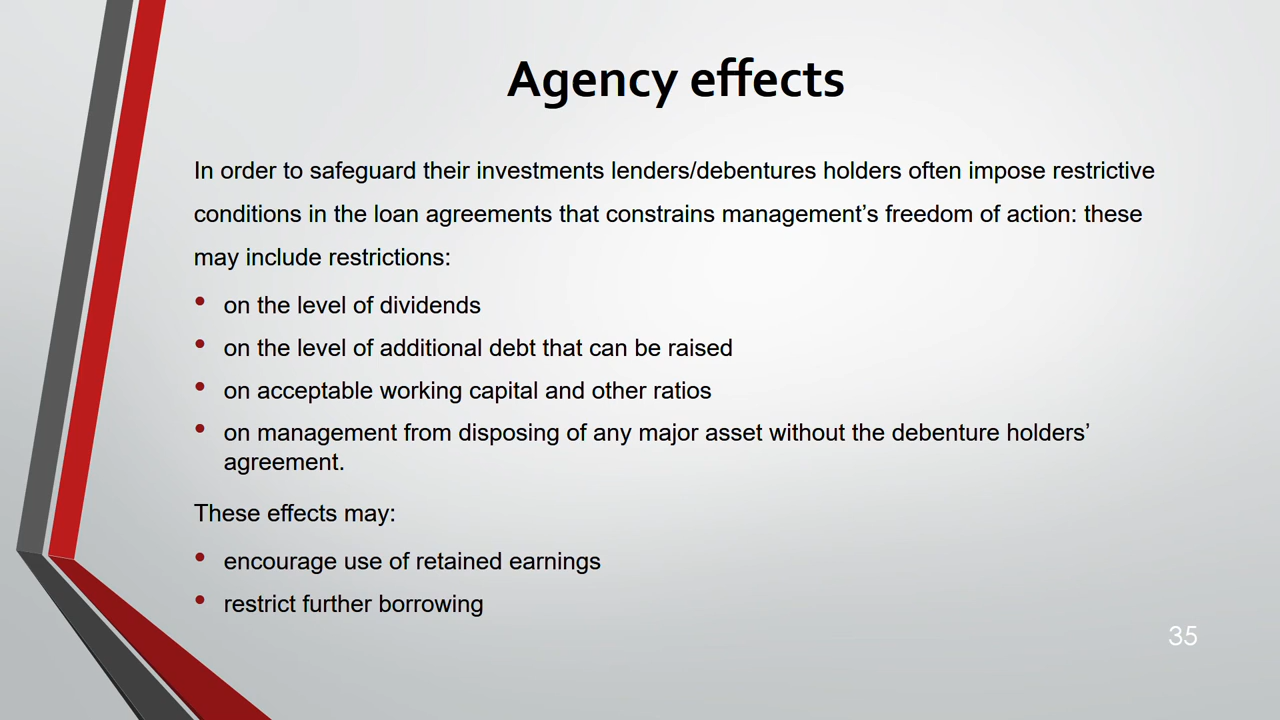 Agency effects
In order to safeguard their investments lenders/debentures holders often impose restrictive
conditions in the loan agreements that constrains management’s freedom of action: these
may include restrictions:
• on the level of dividends
• on the level of additional debt that can be raised
• on acceptable working capital and other ratios
• on management from disposing of any major asset without the debenture holders’
agreement.
These effects may:
• encourage use of retained earnings
• restrict further borrowing
35